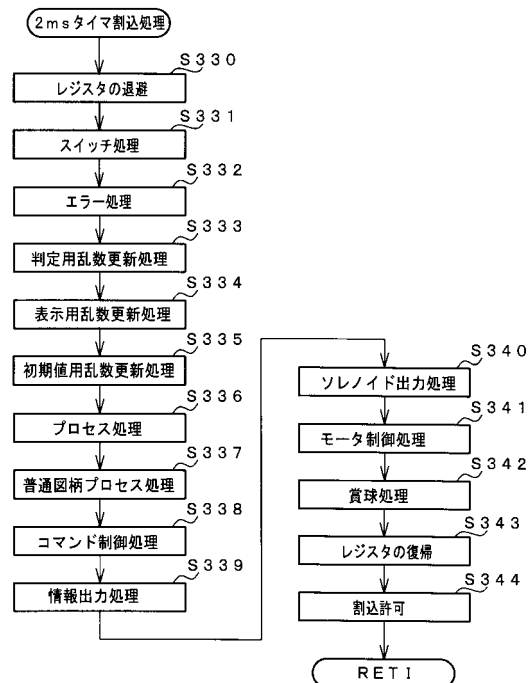 2msタイマ割込処理
S330
レジスタの退避
S331
スイッチ処理
S332
エラー処理
S333
判定用乱数更新処理
S334
表示用乱数更新処理
S335
初期値用乱数更新処理
S336
プロセス処理
S337
普通図柄プロセス処理
S338
コマンド制御処理
S339
情報出力処理
S340
ソレノイド出力処理
S341
モータ制御処理
S342
賞球処理
S343
レジスタの復帰
S344
割込許可
RETI